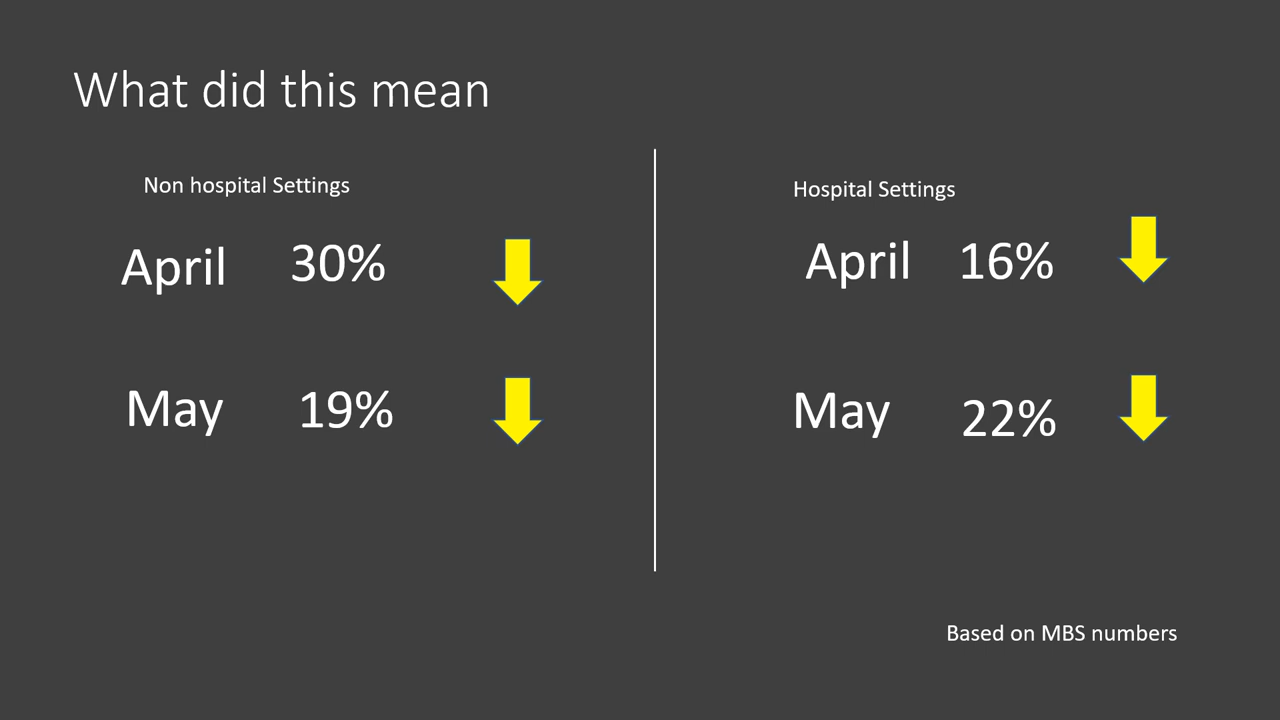 What did this mean
Non hospital Settings
April 30%
May 19%
Hospital Settings
April 16%
May 22%
Based on MBS numbers